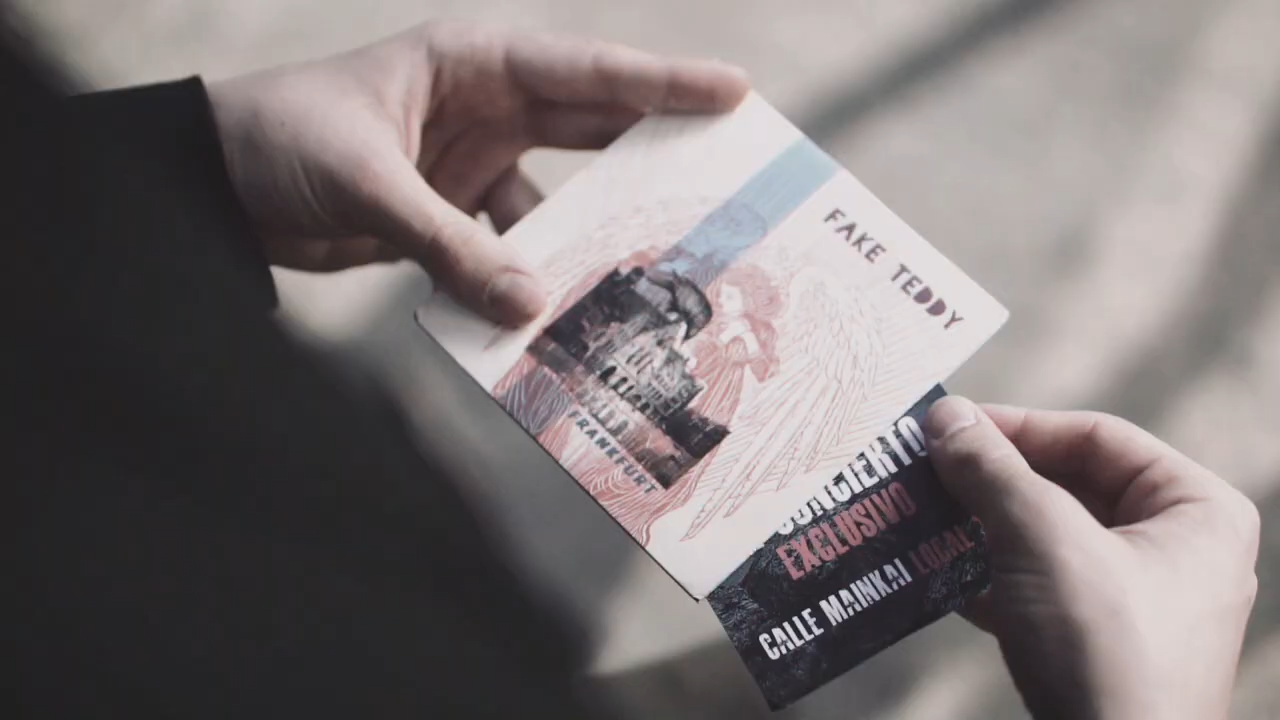 FAKE TEDDY
FRANKFURT
CONCIERTO
EXCLUSIVO
CALLE MAINKAI LOCAL